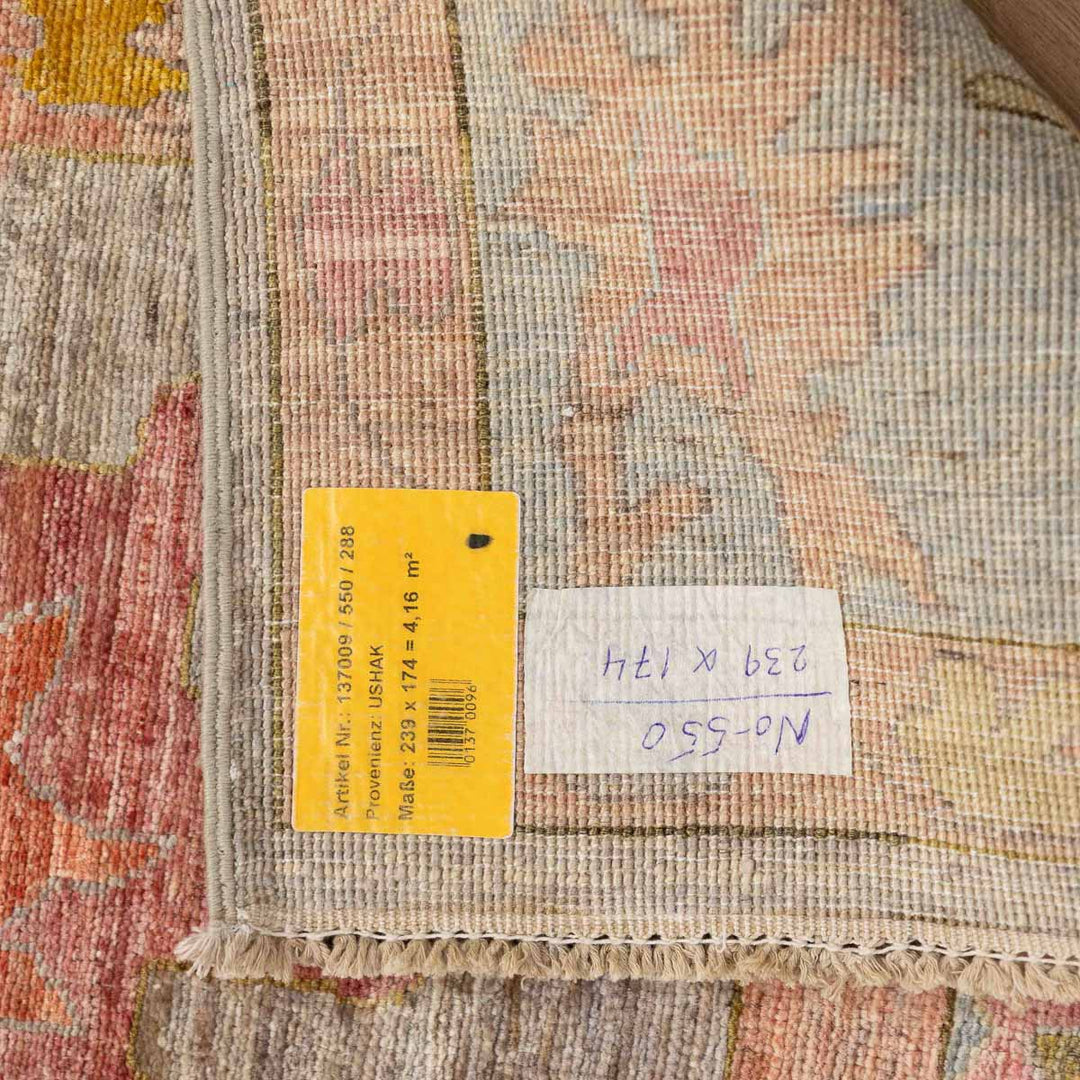 Artikel Nr.: 137009 / 550 / 288
Provenienz: USHAK
Maße: 239 x 174 = 4,16 m²
0137 0096
No-550
239 x 174